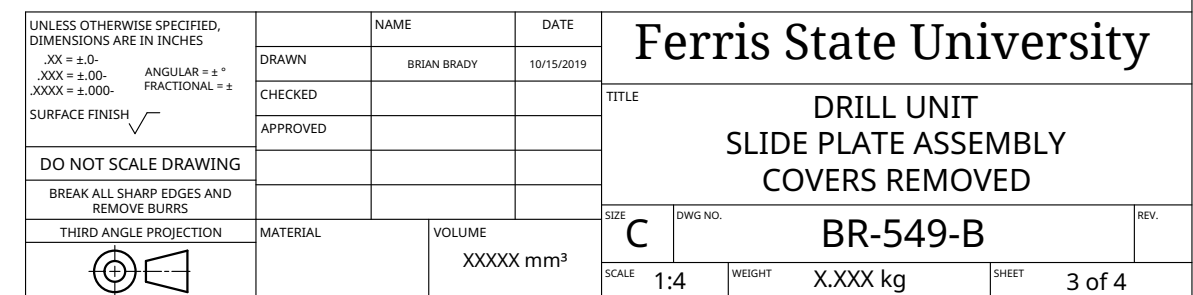 UNLESS OTHERWISE SPECIFIED,
DIMENSIONS ARE IN INCHES
.XX = ±.0-
.XXX = ±.00-
.XXXX = ±.000-
ANGULAR = ± °
FRACTIONAL = ±
SURFACE FINISH
DO NOT SCALE DRAWING
BREAK ALL SHARP EDGES AND
REMOVE BURRS
THIRD ANGLE PROJECTION
NAME DATE
DRAWN BRIAN BRADY 10/15/2019
CHECKED
APPROVED
MATERIAL
VOLUME
XXXXX mm³
Ferris State University
TITLE
DRILL UNIT
SLIDE PLATE ASSEMBLY
COVERS REMOVED
SIZE
C
DWG NO.
BR-549-B
REV.
SCALE 1:4
WEIGHT X.XXX kg
SHEET 3 of 4